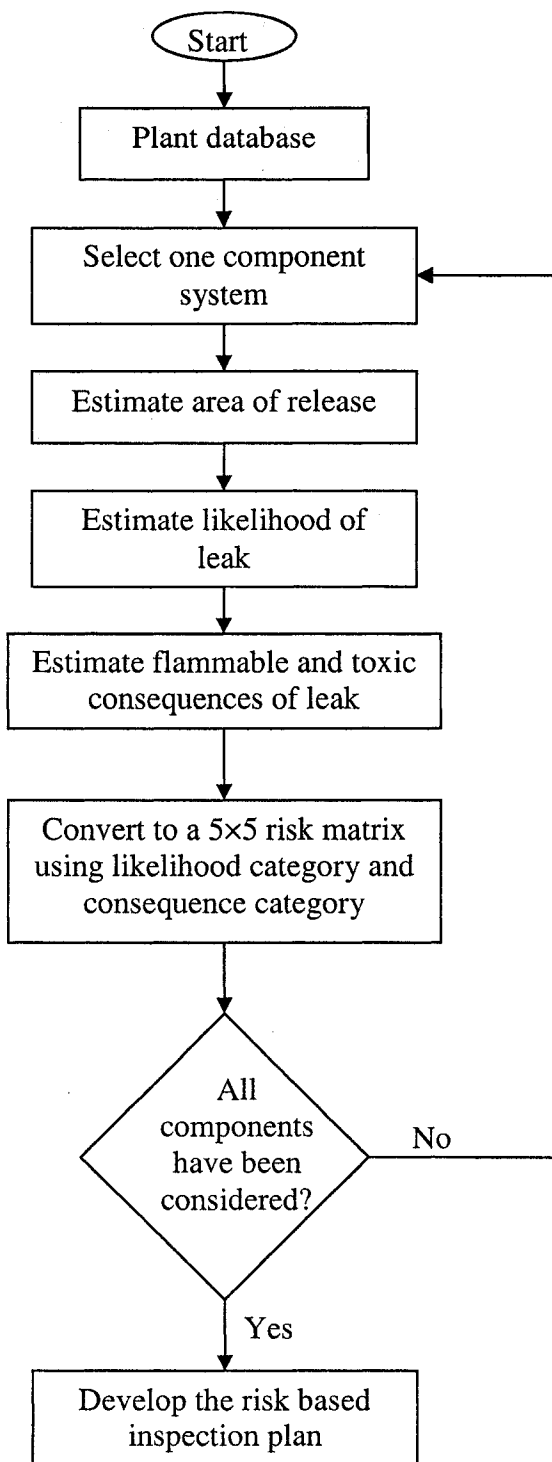 Start
Plant database
Select one component
system
Estimate area of release
Estimate likelihood of
leak
Estimate flammable and toxic
consequences of leak
Convert to a 5×5 risk matrix
using likelihood category and
consequence category
All
components
have been
considered?
No
Yes
Develop the risk based
inspection plan